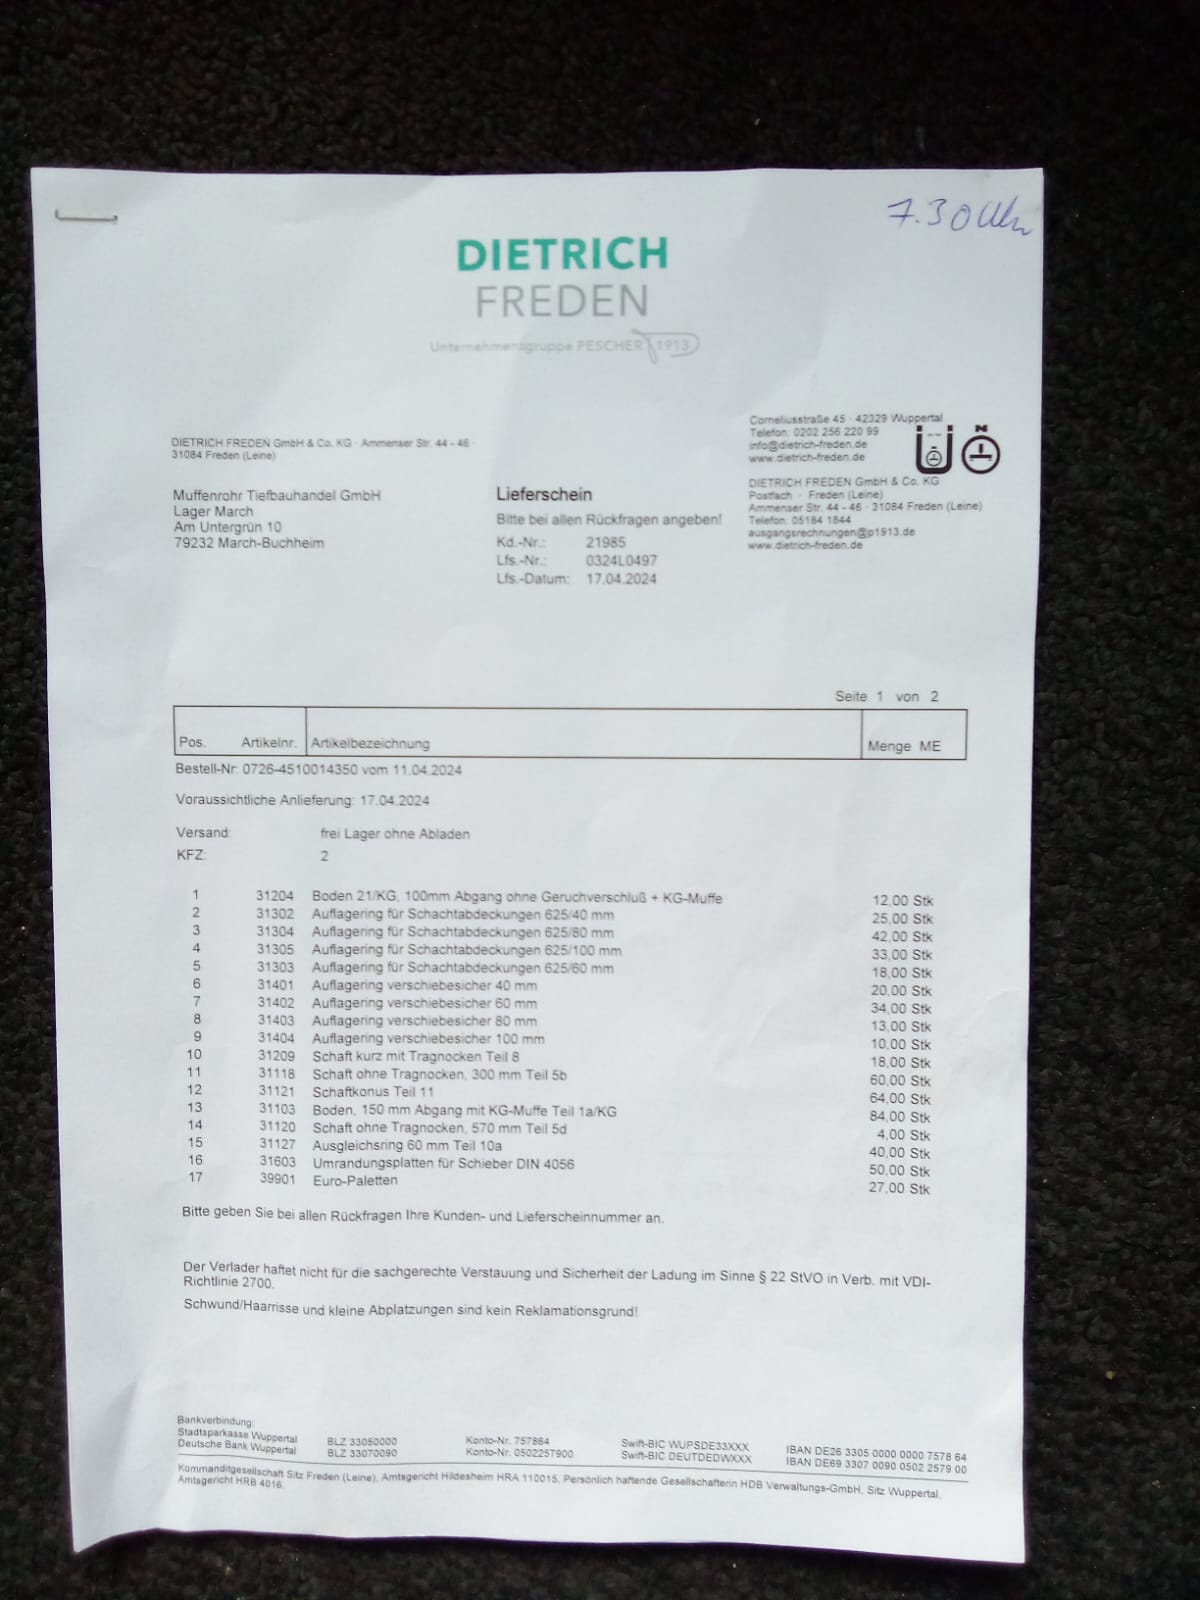 7.30 Uhr
DIETRICH
FREDEN
Unternehmensgruppe PESCHER 1913
Corneliusstraße 45 · 42329 Wuppertal
Telefon: 0202 256 220 99
info@dietrich-freden.de
www.dietrich-freden.de
N
DIETRICH FREDEN GmbH & Co. KG · Ammenser Str. 44 - 46 ·
31084 Freden (Leine)
DIETRICH FREDEN GmbH & Co. KG
Postfach · Freden (Leine)
Ammenser Str. 44 - 46 · 31084 Freden (Leine)
Telefon: 05184 1844
ausgangsrechnungen@p1913.de
www.dietrich-freden.de
Muffenrohr Tiefbauhandel GmbH
Lager March
Am Untergrün 10
79232 March-Buchheim
Lieferschein
Bitte bei allen Rückfragen angeben!
Kd.-Nr.: 21985
Lfs.-Nr.: 0324L0497
Lfs.-Datum: 17.04.2024
Seite 1 von 2
Pos. Artikelnr. Artikelbezeichnung Menge ME
Bestell-Nr: 0726-4510014350 vom 11.04.2024
Voraussichtliche Anlieferung: 17.04.2024
Versand: frei Lager ohne Abladen
KFZ: 2
1 31204 Boden 21/KG, 100mm Abgang ohne Geruchverschluß + KG-Muffe 12,00 Stk
2 31302 Auflagering für Schachtabdeckungen 625/40 mm 25,00 Stk
3 31304 Auflagering für Schachtabdeckungen 625/80 mm 42,00 Stk
4 31305 Auflagering für Schachtabdeckungen 625/100 mm 33,00 Stk
5 31303 Auflagering für Schachtabdeckungen 625/60 mm 18,00 Stk
6 31401 Auflagering verschiebesicher 40 mm 20,00 Stk
7 31402 Auflagering verschiebesicher 60 mm 34,00 Stk
8 31403 Auflagering verschiebesicher 80 mm 13,00 Stk
9 31404 Auflagering verschiebesicher 100 mm 10,00 Stk
10 31209 Schaft kurz mit Tragnocken Teil 8 18,00 Stk
11 31118 Schaft ohne Tragnocken, 300 mm Teil 5b 60,00 Stk
12 31121 Schaftkonus Teil 11 64,00 Stk
13 31103 Boden, 150 mm Abgang mit KG-Muffe Teil 1a/KG 84,00 Stk
14 31120 Schaft ohne Tragnocken, 570 mm Teil 5d 4,00 Stk
15 31127 Ausgleichsring 60 mm Teil 10a 40,00 Stk
16 31603 Umrandungsplatten für Schieber DIN 4056 50,00 Stk
17 39901 Euro-Paletten 27,00 Stk
Bitte geben Sie bei allen Rückfragen Ihre Kunden- und Lieferscheinnummer an.
Der Verlader haftet nicht für die sachgerechte Verstauung und Sicherheit der Ladung im Sinne § 22 StVO in Verb. mit VDI-
Richtlinie 2700.
Schwund/Haarrisse und kleine Abplatzungen sind kein Reklamationsgrund!
Bankverbindung:
Stadtsparkasse Wuppertal BLZ 33050000 Konto-Nr. 757864 Swift-BIC WUPSDE33XXX IBAN DE26 3305 0000 0000 7578 64
Deutsche Bank Wuppertal BLZ 33070090 Konto-Nr. 0502257900 Swift-BIC DEUTDEDWXXX IBAN DE69 3307 0090 0502 2579 00
Kommanditgesellschaft Sitz Freden (Leine), Amtsgericht Hildesheim HRA 110015, Persönlich haftende Gesellschafterin HDB Verwaltungs-GmbH, Sitz Wuppertal,
Amtsgericht HRB 4016.